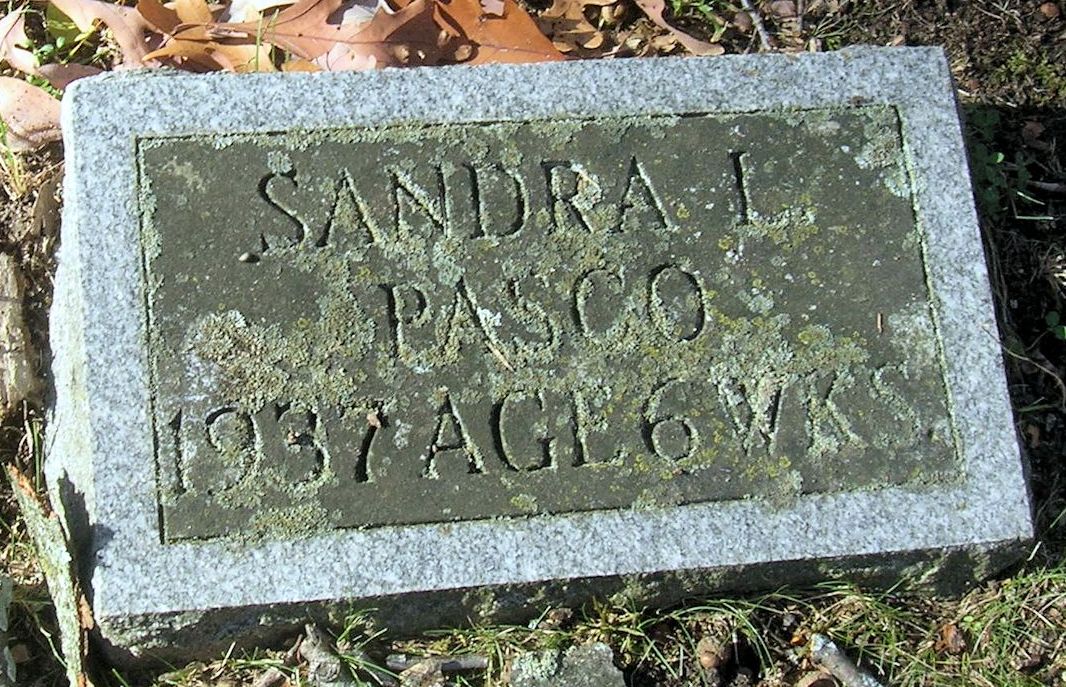 SANDRA L.
PASCO
1937 AGE 6 WKS.